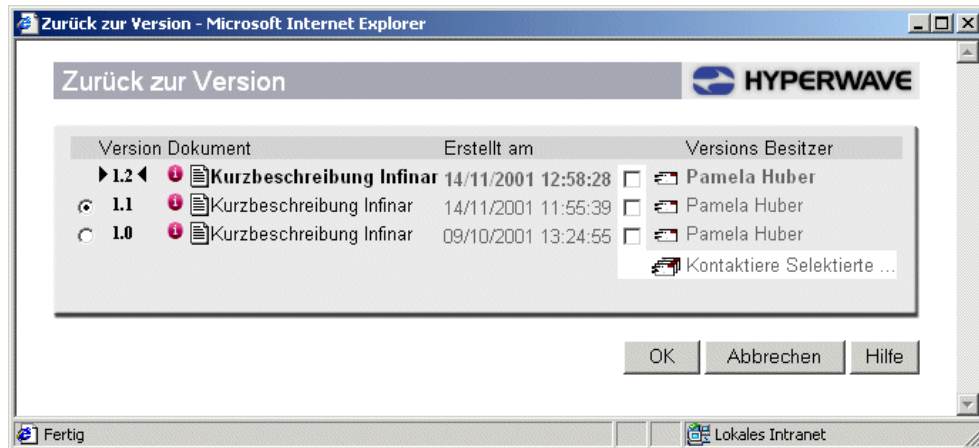 Zurück zur Version - Microsoft Internet Explorer
Zurück zur Version HYPERWAVE
Version Dokument Erstellt am Versions Besitzer
1.2 Kurzbeschreibung Infinar 14/11/2001 12:58:28 Pamela Huber
1.1 Kurzbeschreibung Infinar 14/11/2001 11:55:39 Pamela Huber
1.0 Kurzbeschreibung Infinar 09/10/2001 13:24:55 Pamela Huber
Kontaktiere Selektierte ...
OK Abbrechen Hilfe
Fertig Lokales Intranet